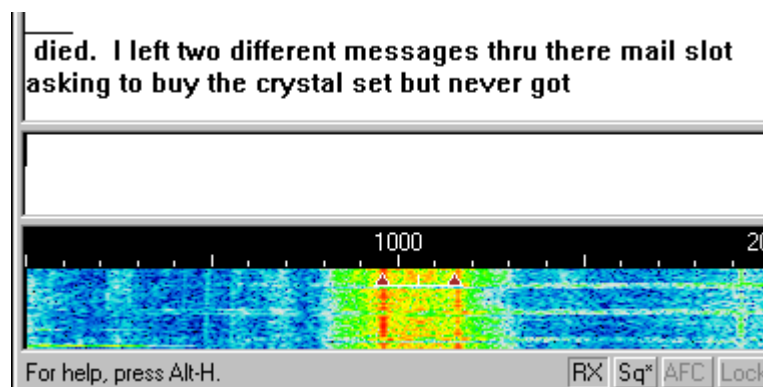 died.  I left two different messages thru there mail slot
asking to buy the crystal set but never got
1000
For help, press Alt-H.
RX Sq* AFC Lock